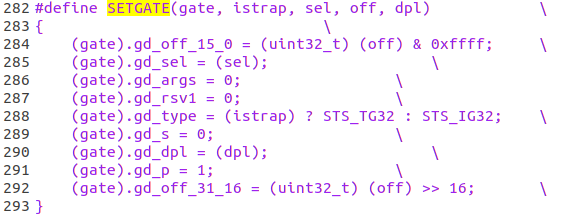 282 #define SETGATE(gate, istrap, sel, off, dpl) \
283 { \
284 (gate).gd_off_15_0 = (uint32_t) (off) & 0xffff; \
285 (gate).gd_sel = (sel); \
286 (gate).gd_args = 0; \
287 (gate).gd_rsv1 = 0; \
288 (gate).gd_type = (istrap) ? STS_TG32 : STS_IG32; \
289 (gate).gd_s = 0; \
290 (gate).gd_dpl = (dpl); \
291 (gate).gd_p = 1; \
292 (gate).gd_off_31_16 = (uint32_t) (off) >> 16; \
293 }